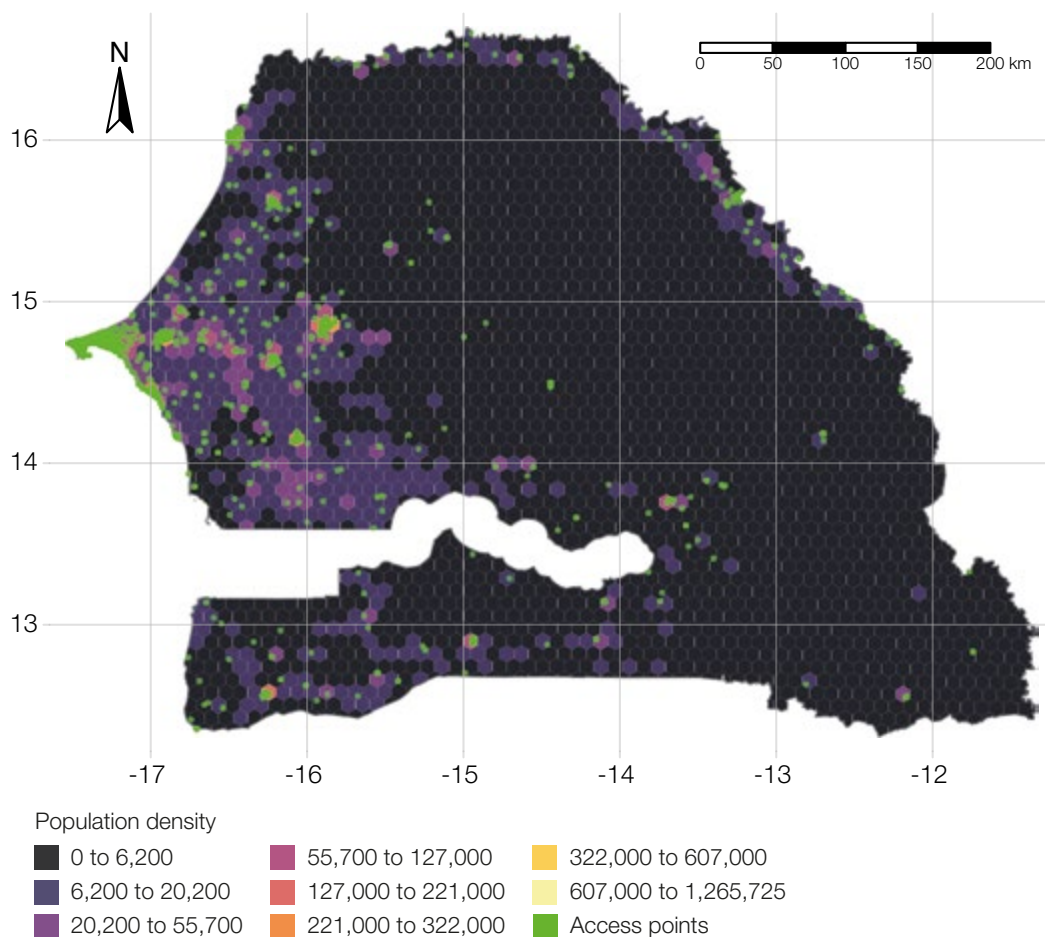 N
0 50 100 150 200 km
16
15
14
13
-17 -16 -15 -14 -13 -12
Population density
0 to 6,200
55,700 to 127,000
322,000 to 607,000
6,200 to 20,200
127,000 to 221,000
607,000 to 1,265,725
20,200 to 55,700
221,000 to 322,000
Access points